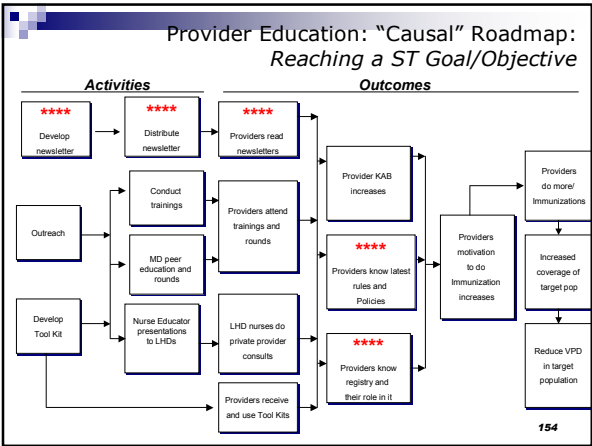 Provider Education: “Causal” Roadmap:
Reaching a ST Goal/Objective
Activities
Outcomes
****
Develop
newsletter
****
Distribute
newsletter
****
Providers read
newsletters
Outreach
Conduct
trainings
MD peer
education and
rounds
Providers attend
trainings and
rounds
Develop
Tool Kit
Nurse Educator
presentations
to LHDs
LHD nurses do
private provider
consults
Providers receive
and use Tool Kits
Provider KAB
increases
****
Providers know latest
rules and
Policies
****
Providers know
registry and
their role in it
Providers
motivation
to do
Immunization
increases
Providers
do more/
Immunizations
Increased
coverage of
target pop
Reduce VPD
in target
population
154